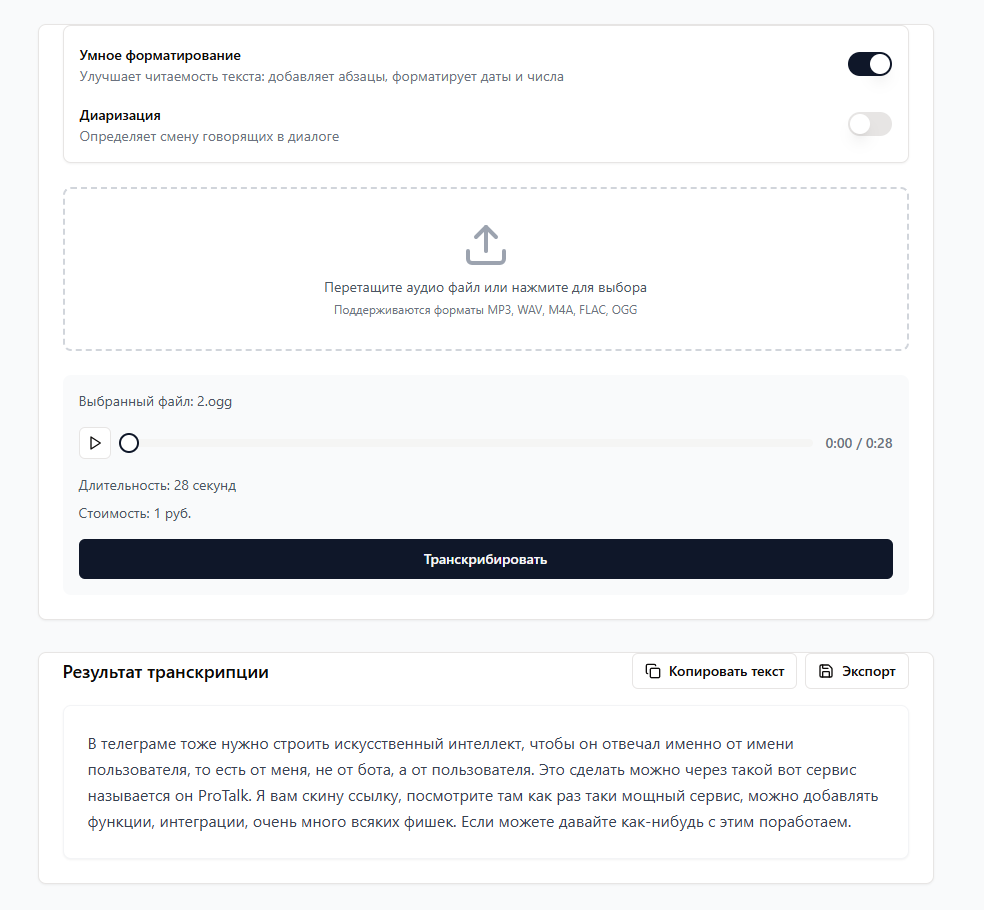 Умное форматирование
Улучшает читаемость текста: добавляет абзацы, форматирует даты и числа
Диаризация
Определяет смену говорящих в диалоге
Перетащите аудио файл или нажмите для выбора
Поддерживаются форматы MP3, WAV, M4A, FLAC, OGG
Выбранный файл: 2.ogg
0:00 / 0:28
Длительность: 28 секунд
Стоимость: 1 руб.
Транскрибировать
Результат транскрипции
Копировать текст
Экспорт
В телеграме тоже нужно строить искусственный интеллект, чтобы он отвечал именно от имени
пользователя, то есть от меня, не от бота, а от пользователя. Это сделать можно через такой вот сервис
называется он ProTalk. Я вам скину ссылку, посмотрите там как раз таки мощный сервис, можно добавлять
функции, интеграции, очень много всяких фишек. Если можете давайте как-нибудь с этим поработаем.